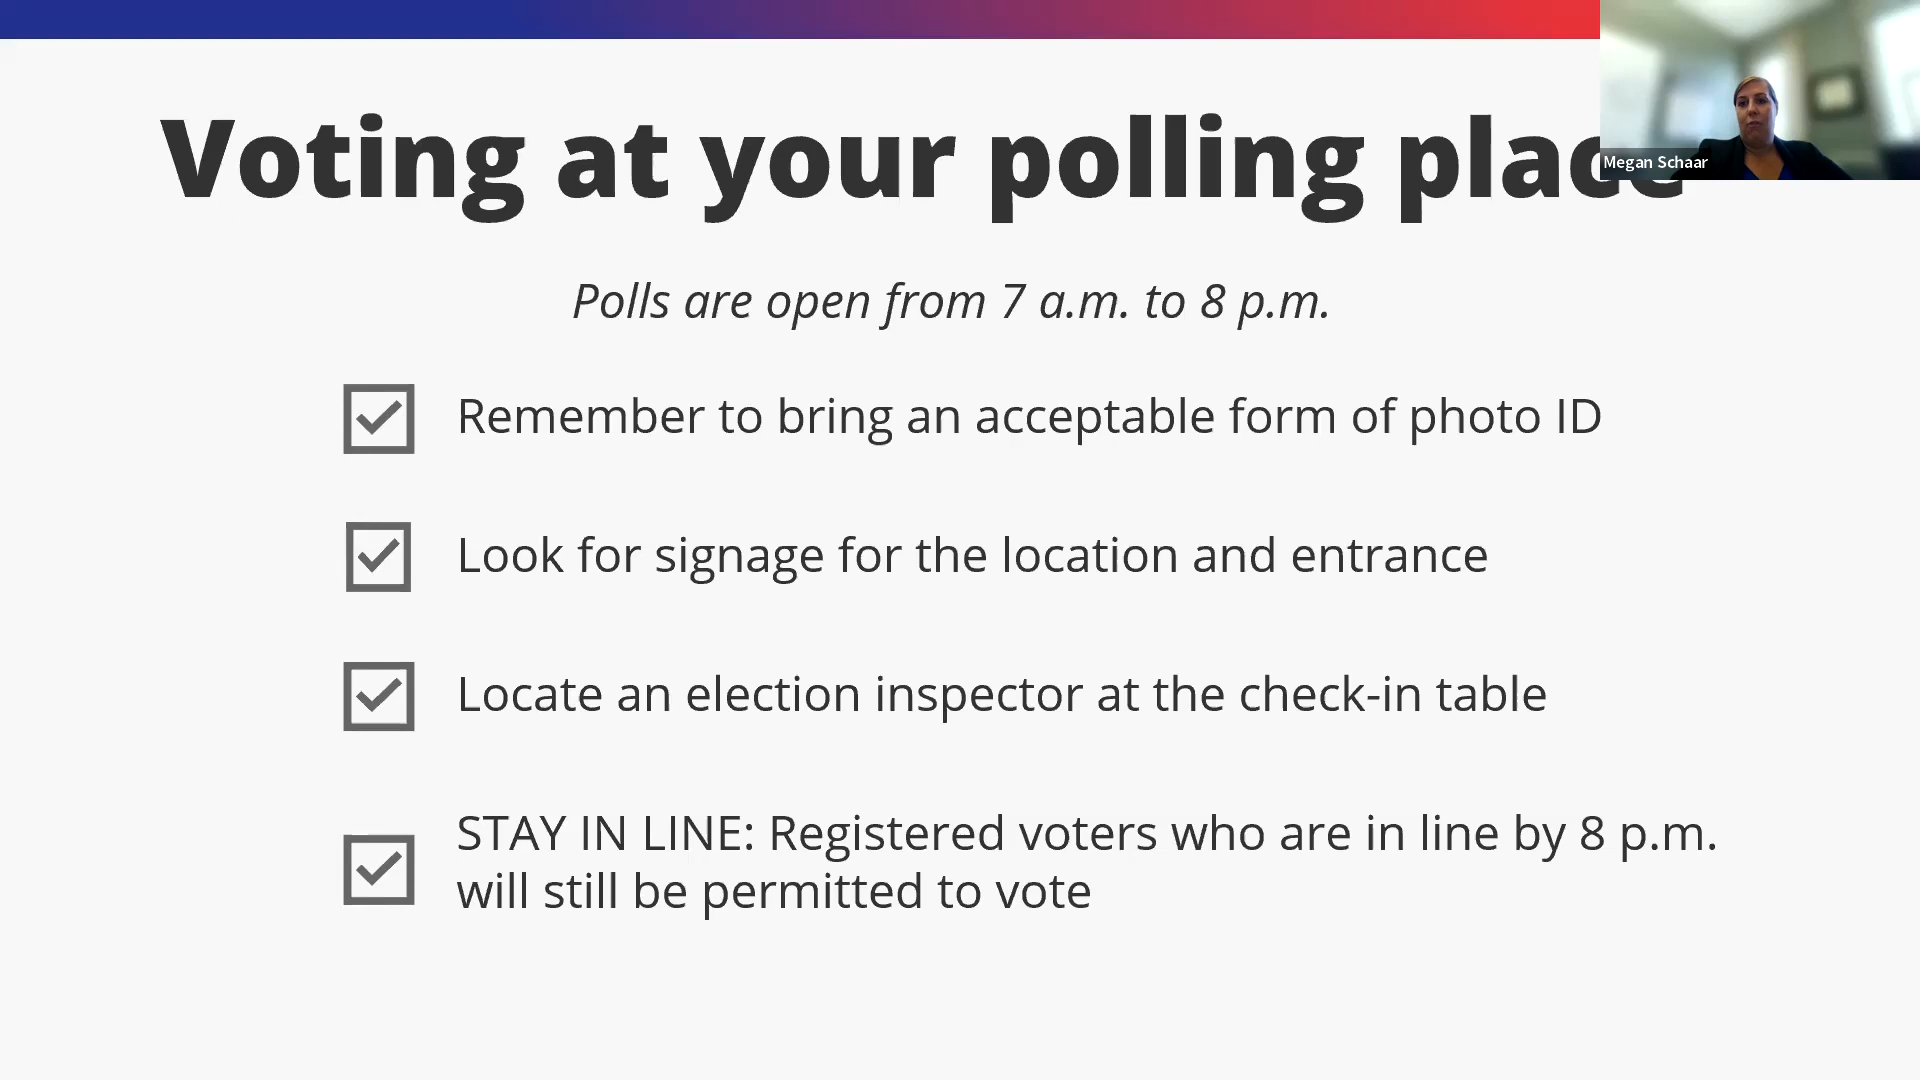 Voting at your polling place
Megan Schaar
Polls are open from 7 a.m. to 8 p.m.
Remember to bring an acceptable form of photo ID
Look for signage for the location and entrance
Locate an election inspector at the check-in table
STAY IN LINE: Registered voters who are in line by 8 p.m.
will still be permitted to vote